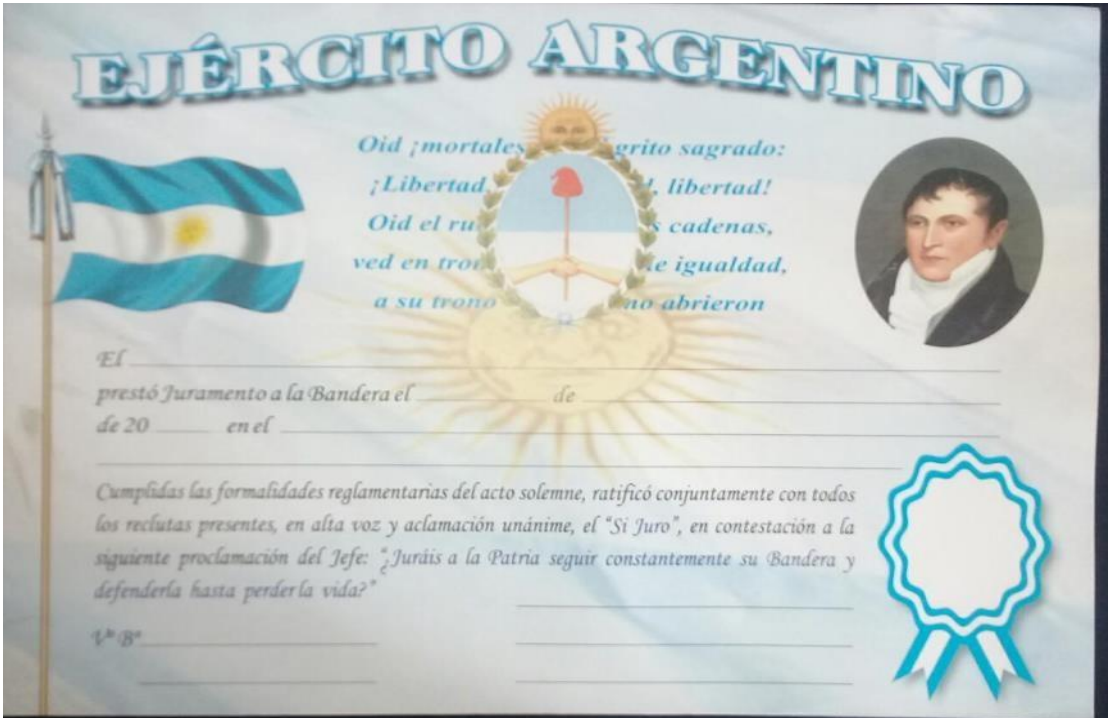 EJÉRCITO ARGENTINO
Oid ¡mortales grito sagrado:
¡Libertad, libertad!
Oid el ru cadenas,
ved en tro igualdad,
a su trono no abrieron
El
prestó Juramento a la Bandera el de
de 20 en el
Cumplidas las formalidades reglamentarias del acto solemne, ratificó conjuntamente con todos
los reclutas presentes, en alta voz y aclamación unánime, el "Si Juro", en contestación a la
siguiente proclamación del Jefe: "¿Juráis a la Patria seguir constantemente su Bandera y
defenderla hasta perder la vida?"
Vº Bº